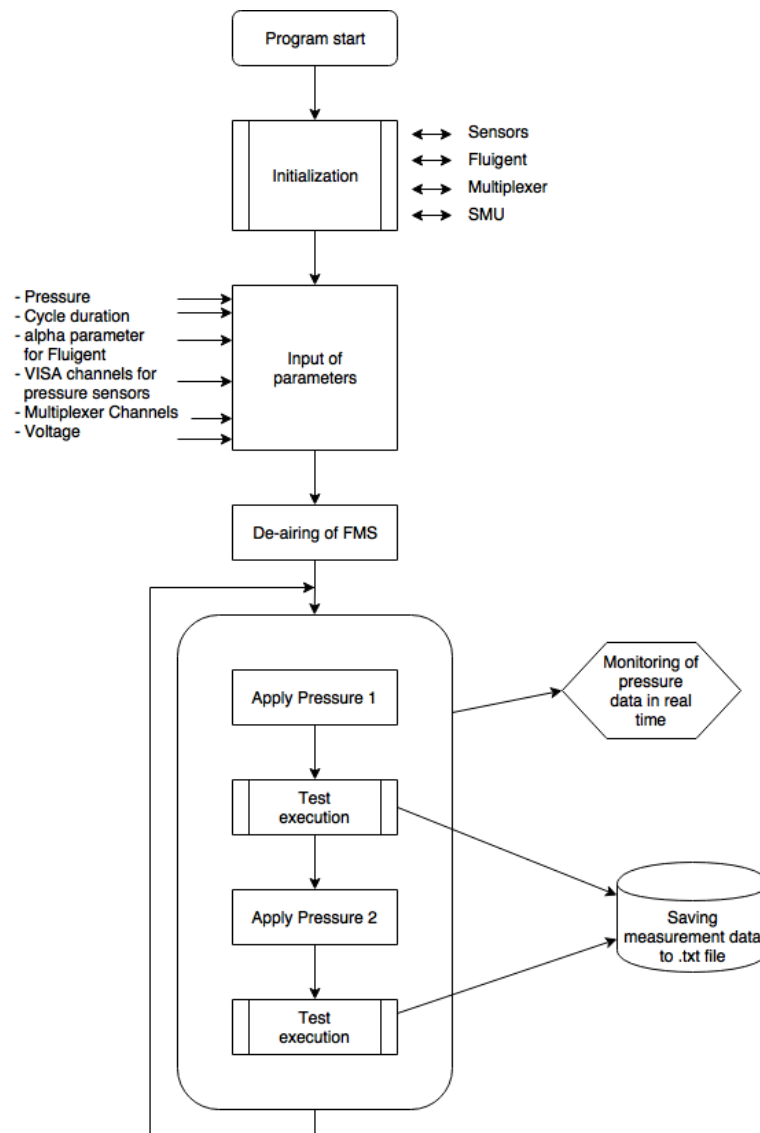 Program start
Initialization
Sensors
Fluigent
Multiplexer
SMU
- Pressure
- Cycle duration
- alpha parameter
for Fluigent
- VISA channels for
pressure sensors
- Multiplexer Channels
- Voltage
Input of
parameters
De-airing of FMS
Apply Pressure 1
Monitoring of
pressure
data in real
time
Test
execution
Apply Pressure 2
Saving
measurement data
to .txt file
Test
execution